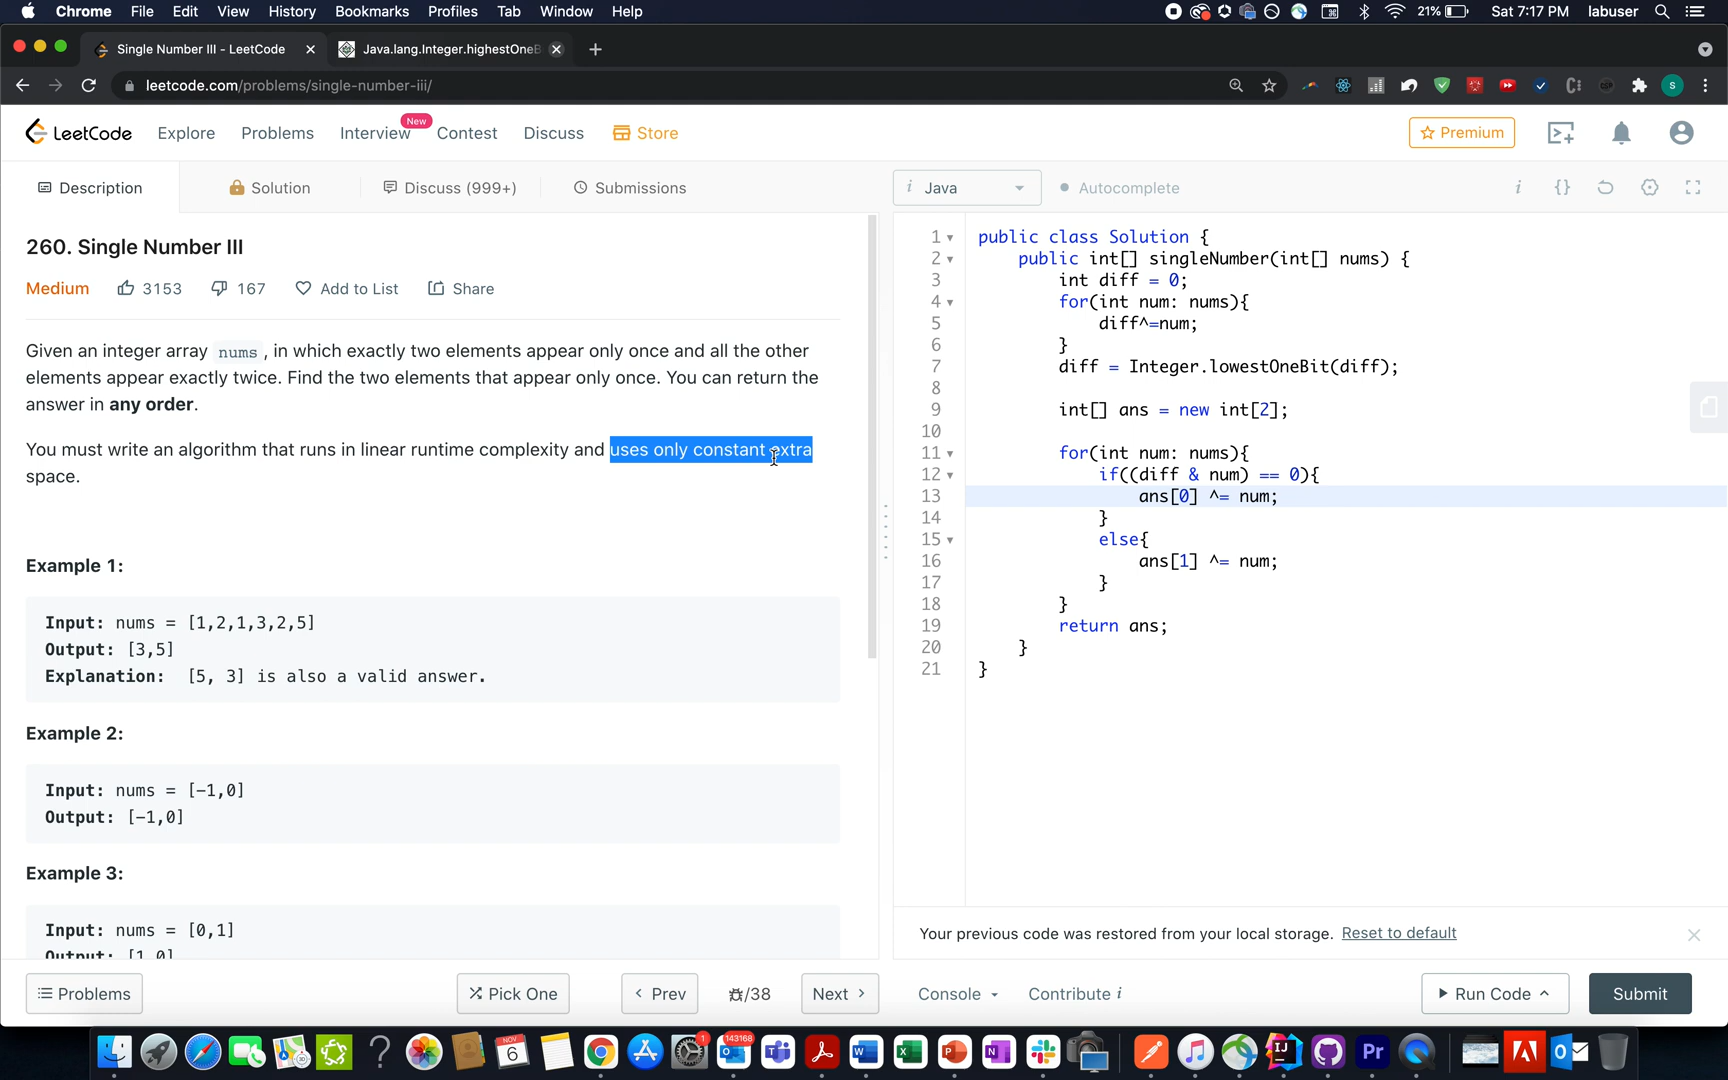 Chrome File Edit View History Bookmarks Profiles Tab Window Help 21% Sat 7:17 PM labuser
Single Number III - LeetCode Java.lang.Integer.highestOneB
leetcode.com/problems/single-number-iii/
LeetCode Explore Problems Interview New Contest Discuss Store Premium
Description Solution Discuss (999+) Submissions
i Java Autocomplete i {}
260. Single Number III
Medium 3153 167 Add to List Share
Given an integer array nums, in which exactly two elements appear only once and all the other
elements appear exactly twice. Find the two elements that appear only once. You can return the
answer in any order.
You must write an algorithm that runs in linear runtime complexity and uses only constant extra
space.
Example 1:
Input: nums = [1,2,1,3,2,5]
Output: [3,5]
Explanation: [5, 3] is also a valid answer.
Example 2:
Input: nums = [-1,0]
Output: [-1,0]
Example 3:
Input: nums = [0,1]
Output: [1,0]
1 public class Solution {
2 public int[] singleNumber(int[] nums) {
3 int diff = 0;
4 for(int num: nums){
5 diff^=num;
6 }
7 diff = Integer.lowestOneBit(diff);
8
9 int[] ans = new int[2];
10
11 for(int num: nums){
12 if((diff & num) == 0){
13 ans[0] ^= num;
14 }
15 else{
16 ans[1] ^= num;
17 }
18 }
19 return ans;
20 }
21 }
Your previous code was restored from your local storage. Reset to default
Problems Pick One Prev /38 Next Console Contribute i Run Code Submit
NOV 6 1 143168